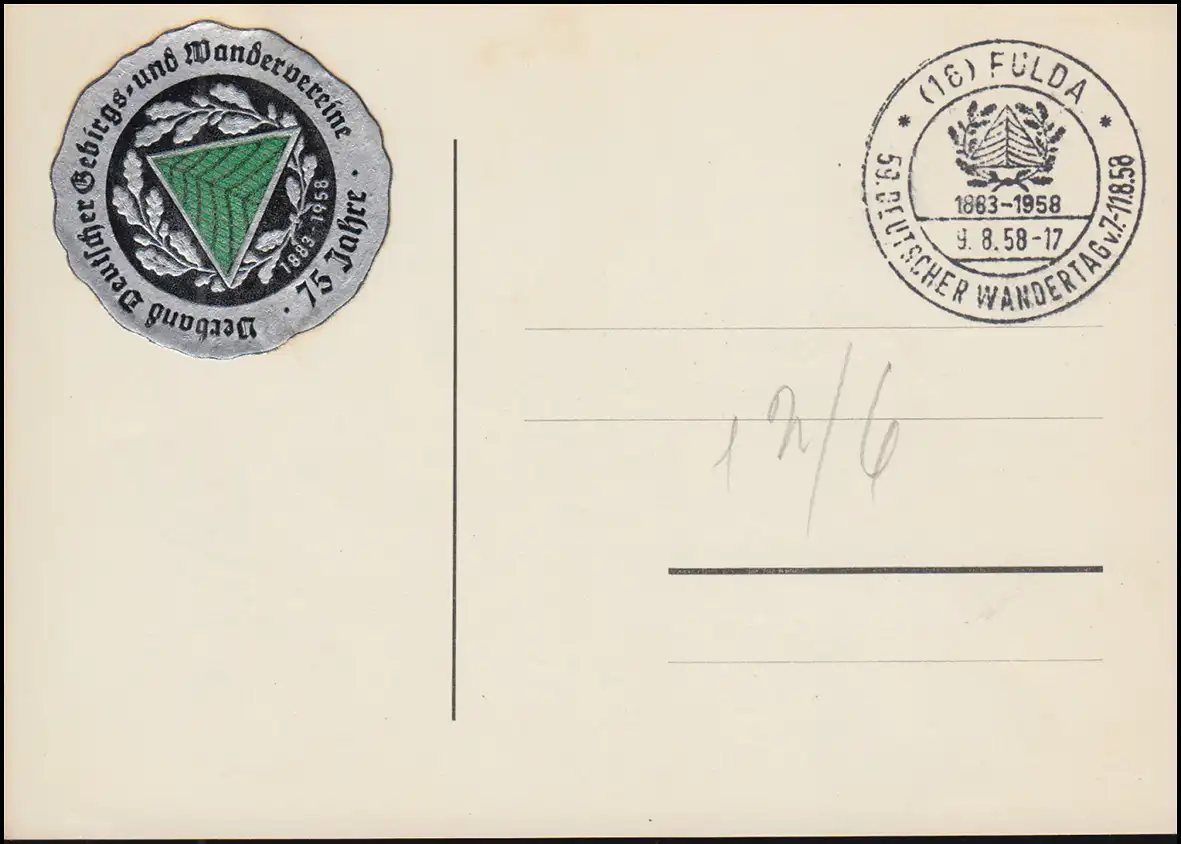 Verband Deutscher Gebirgs- und Wandervereine
· 75 Jahre ·
1883 - 1958
(16) FULDA
* *
1883-1958
9. 8.58-17
59. DEUTSCHER WANDERTAG v.7.-11.8.58
12/6